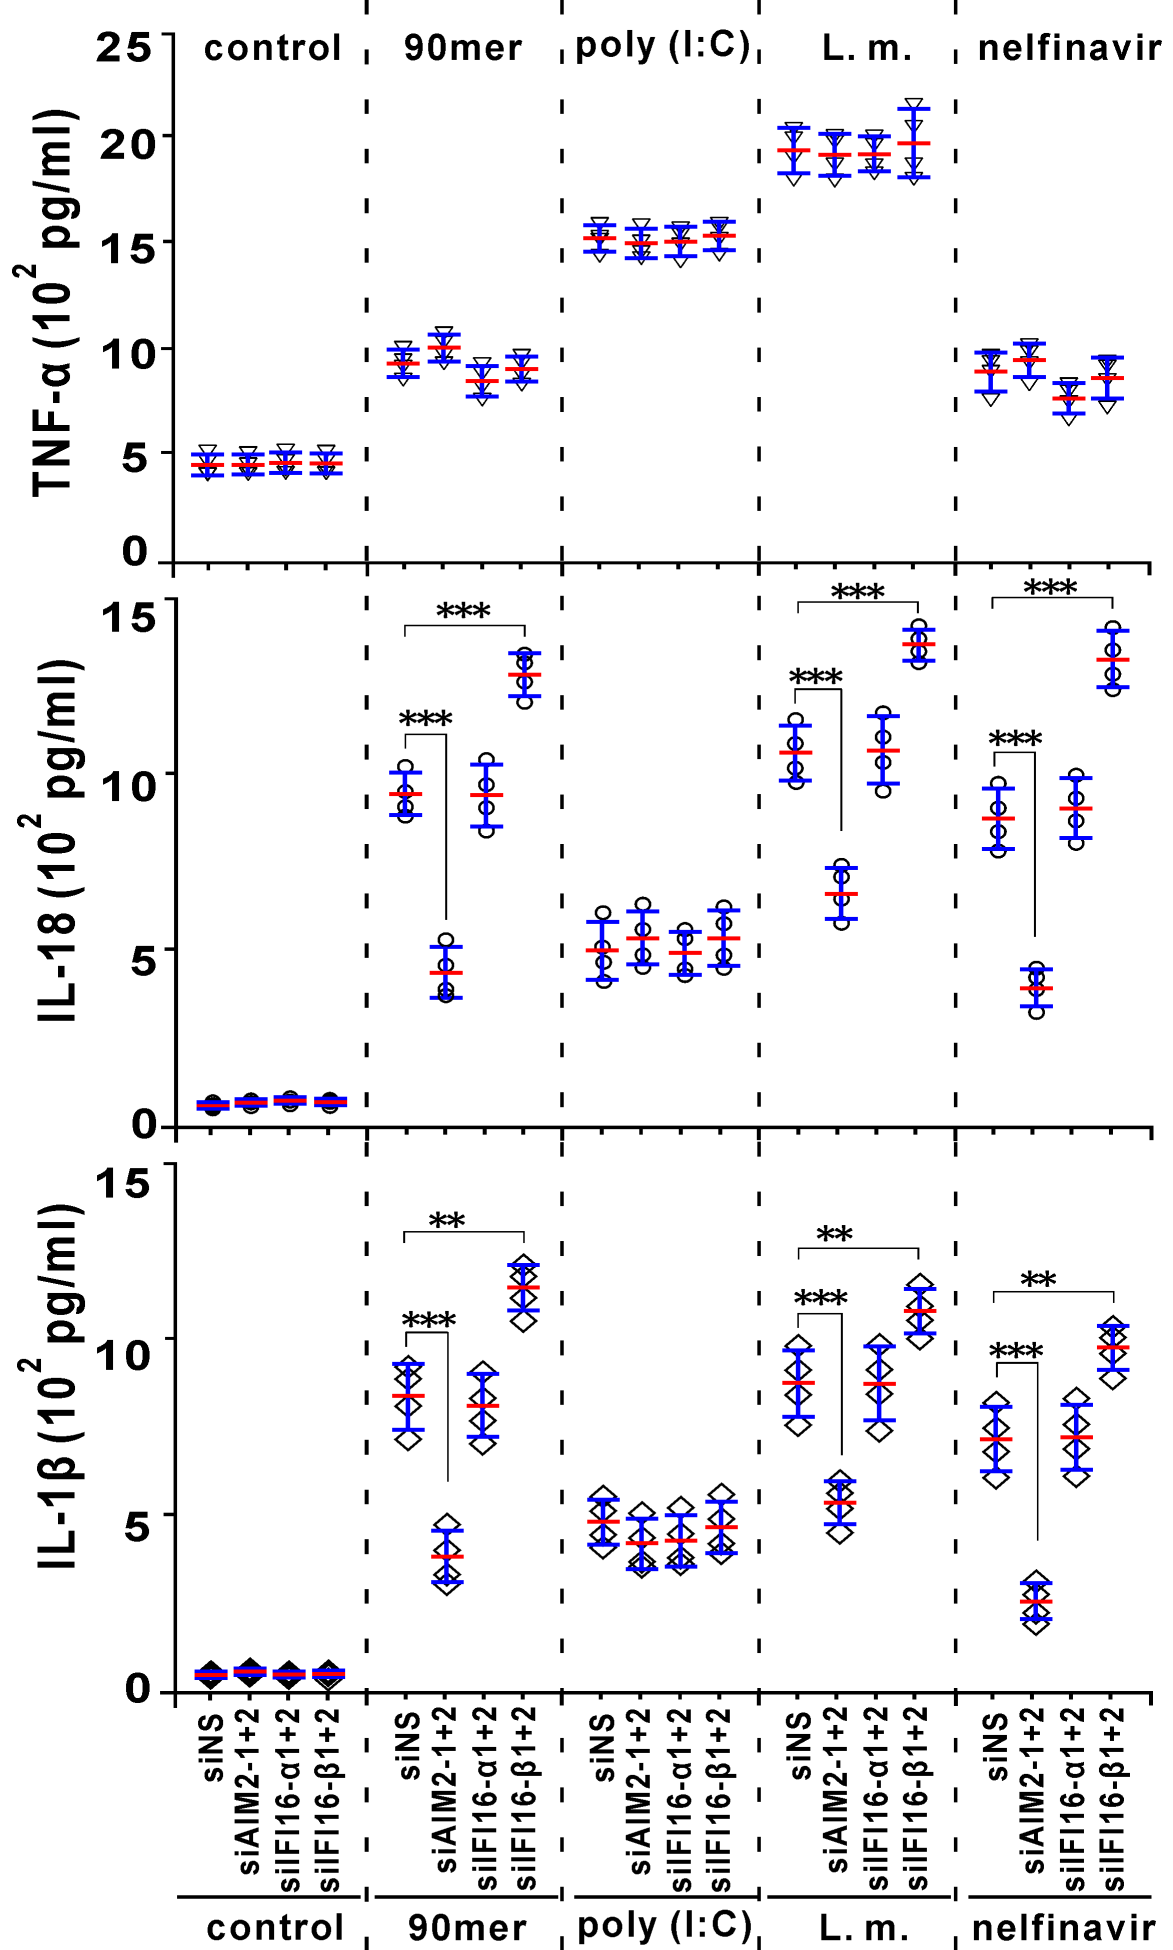 control 90mer poly (I:C) L. m. nelfinavir
TNF-α (10² pg/ml)
25
20
15
10
5
0
IL-18 (10² pg/ml)
15
10
5
0
*** *** *** *** *** ***
IL-1β (10² pg/ml)
15
10
5
0
** *** ** *** ** ***
siNS siAIM2-1+2 siIFI16-α1+2 siIFI16-β1+2 siNS siAIM2-1+2 siIFI16-α1+2 siIFI16-β1+2 siNS siAIM2-1+2 siIFI16-α1+2 siIFI16-β1+2 siNS siAIM2-1+2 siIFI16-α1+2 siIFI16-β1+2 siNS siAIM2-1+2 siIFI16-α1+2 siIFI16-β1+2
control 90mer poly (I:C) L. m. nelfinavir